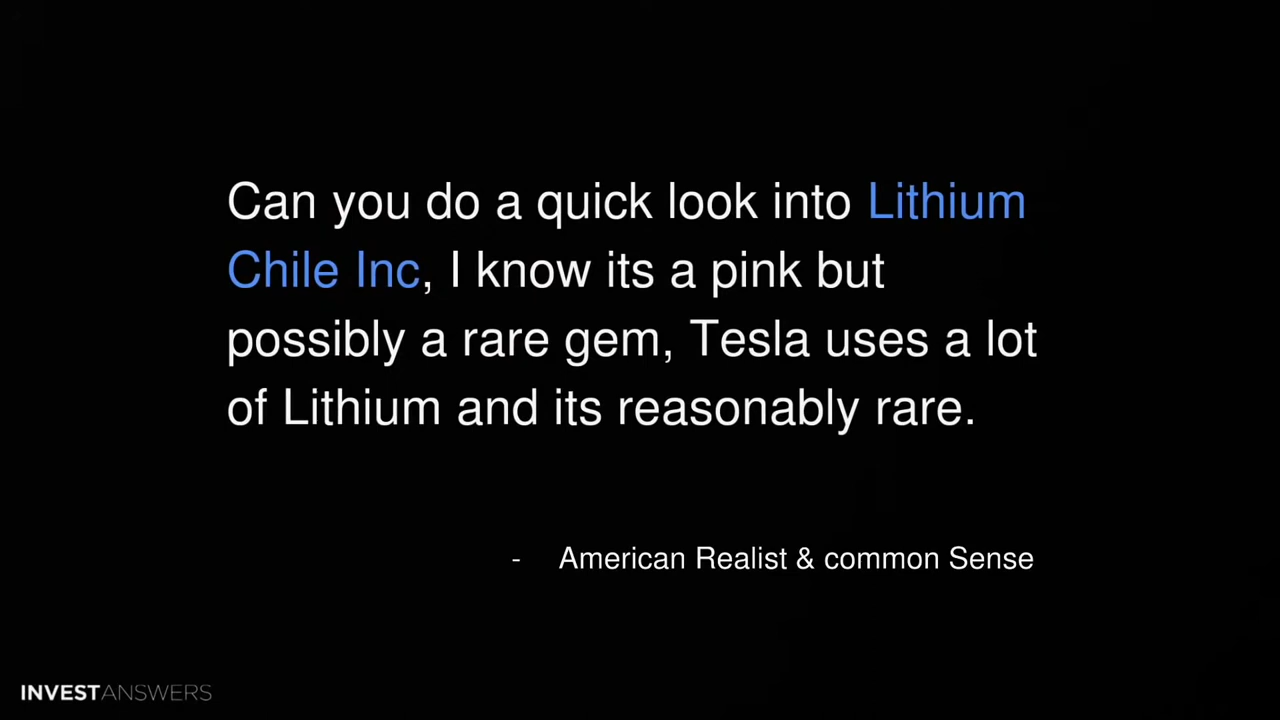 Can you do a quick look into Lithium
Chile Inc, I know its a pink but
possibly a rare gem, Tesla uses a lot
of Lithium and its reasonably rare.
- American Realist & common Sense
INVESTANSWERS